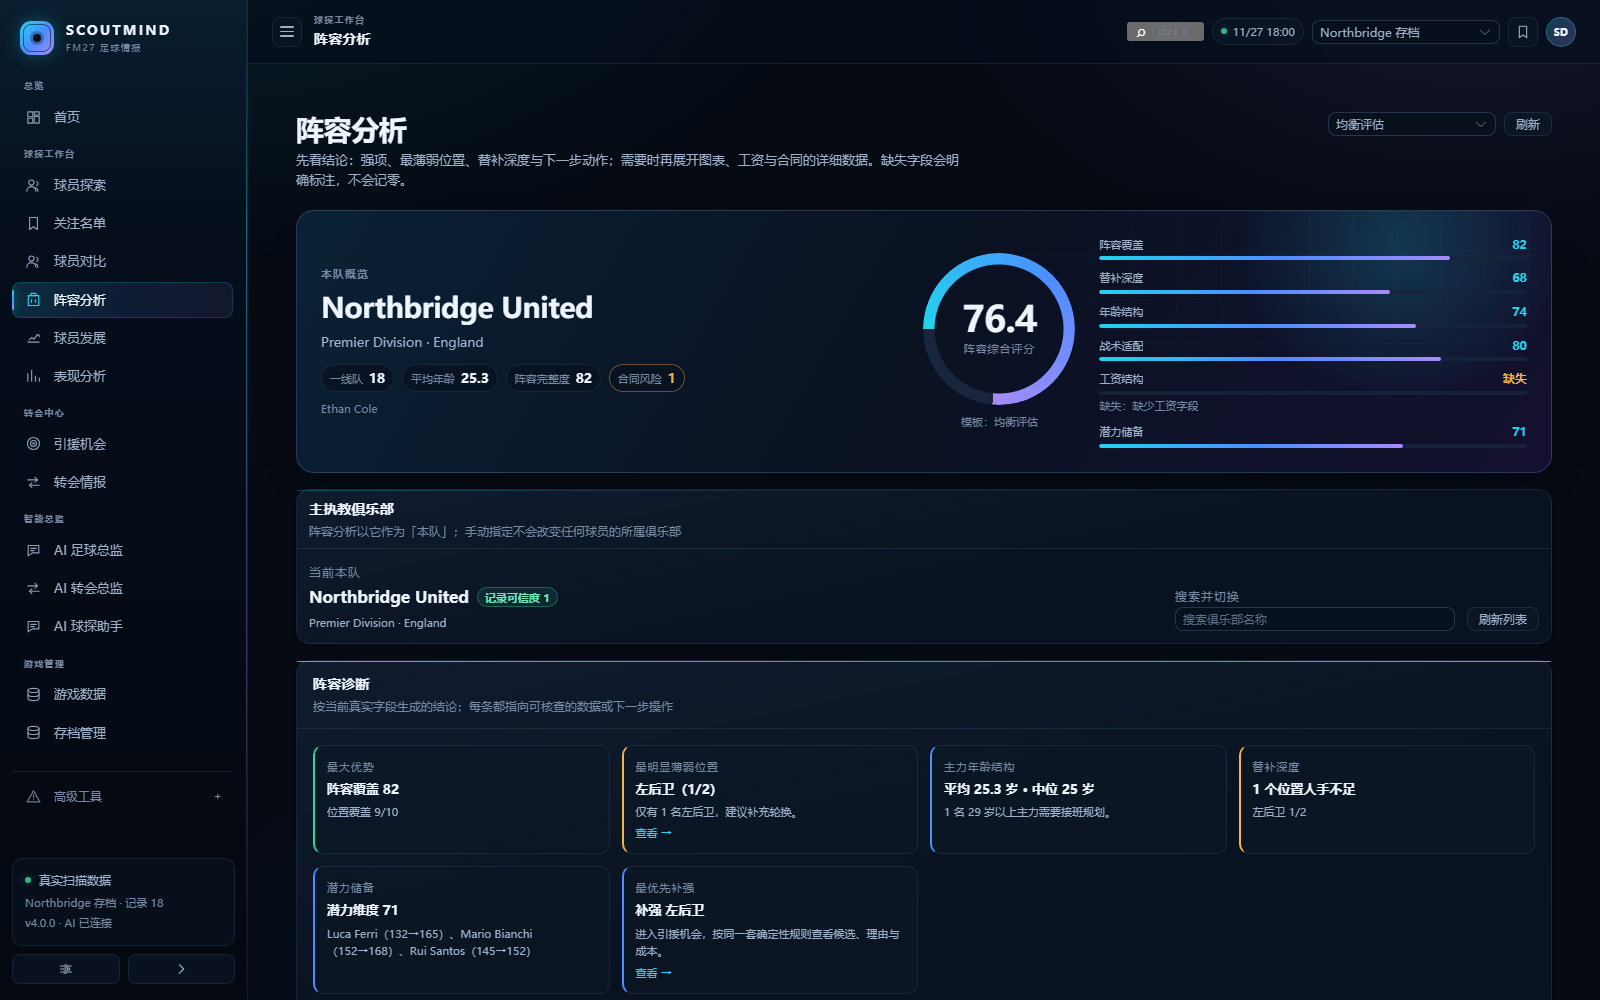 SCOUTMIND
FM27 足球情报
总览
首页
球探工作台
球员探索
关注名单
球员对比
阵容分析
球员发展
表现分析
转会中心
引援机会
转会情报
智能总监
AI 足球总监
AI 转会总监
AI 球探助手
游戏管理
游戏数据
存档管理
高级工具
+
真实扫描数据
Northbridge 存档 · 记录 18
v4.0.0 · AI 已连接
球探工作台
阵容分析
Ctrl K
11/27 18:00
Northbridge 存档
SD
阵容分析
先看结论：强项、最薄弱位置、替补深度与下一步动作；需要时再展开图表、工资与合同的详细数据。缺失字段会明
确标注，不会记零。
均衡评估
刷新
本队概览
Northbridge United
Premier Division · England
一线队 18
平均年龄 25.3
阵容完整度 82
合同风险 1
Ethan Cole
76.4
阵容综合评分
模板：均衡评估
阵容覆盖 82
替补深度 68
年龄结构 74
战术适配 80
工资结构 缺失
缺失：缺少工资字段
潜力储备 71
主执教俱乐部
阵容分析以它作为「本队」；手动指定不会改变任何球员的所属俱乐部
当前本队
Northbridge United 记录可信度 1
Premier Division · England
搜索并切换
搜索俱乐部名称
刷新列表
阵容诊断
按当前真实字段生成的结论；每条都指向可核查的数据或下一步操作
最大优势
阵容覆盖 82
位置覆盖 9/10
最明显薄弱位置
左后卫（1/2）
仅有 1 名左后卫，建议补充轮换。
查看 →
主力年龄结构
平均 25.3 岁 · 中位 25 岁
1 名 29 岁以上主力需要接班规划。
替补深度
1 个位置人手不足
左后卫 1/2
潜力储备
潜力维度 71
Luca Ferri（132→165）、Mario Bianchi
（152→168）、Rui Santos（145→152）
最优先补强
补强 左后卫
进入引援机会，按同一套确定性规则查看候选、理由与
成本。
查看 →